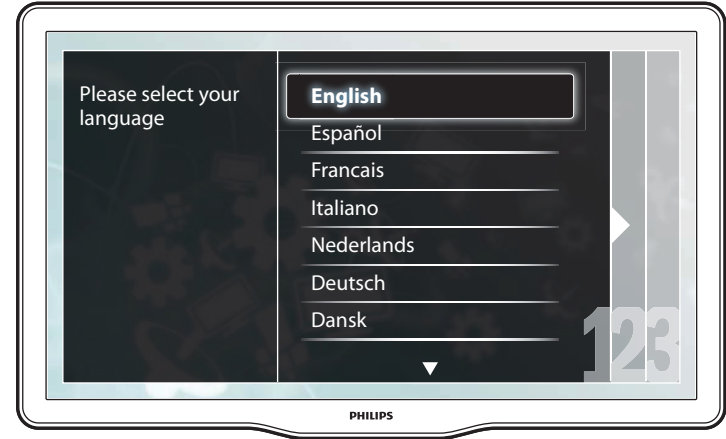 Please select your
language
English
Español
Francais
Italiano
Nederlands
Deutsch
Dansk
123
PHILIPS